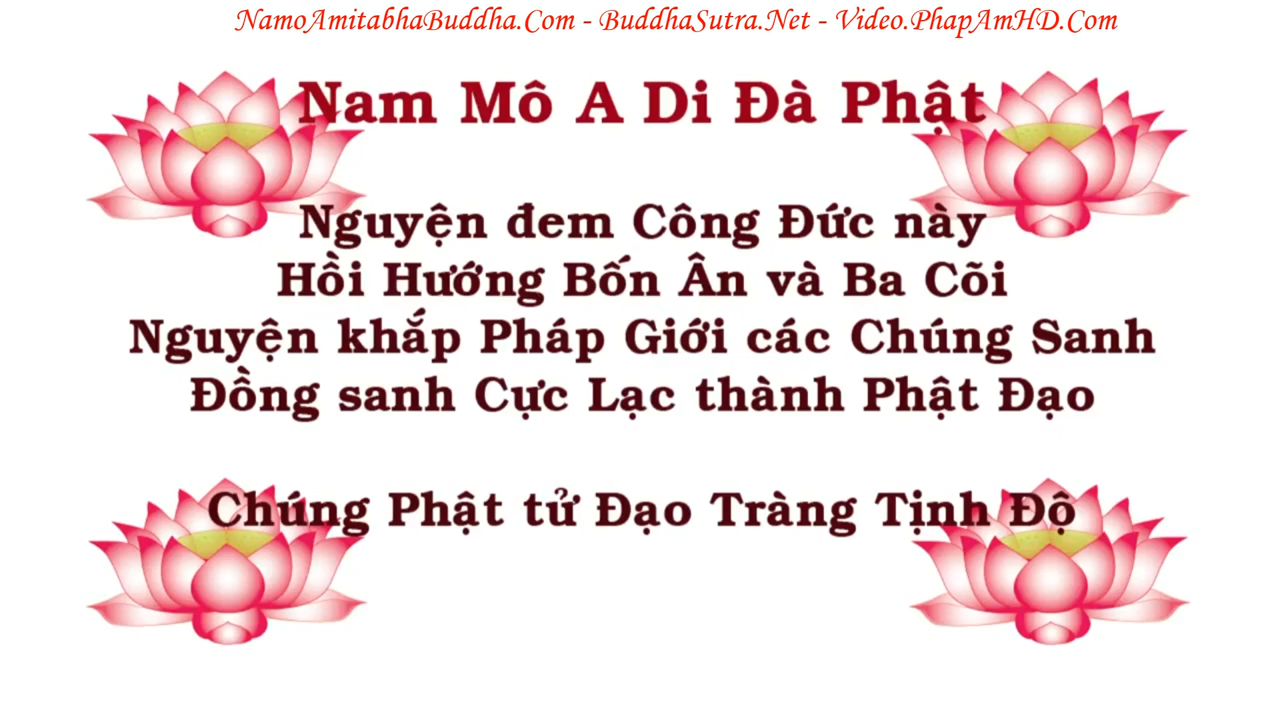 NamoAmitabhaBuddha.Com - BuddhaSutra.Net - Video.PhapAmHD.Com
Nam Mô A Di Đà Phật
Nguyện đem Công Đức này
Hồi Hướng Bốn Ân và Ba Cõi
Nguyện khắp Pháp Giới các Chúng Sanh
Đồng sanh Cực Lạc thành Phật Đạo
Chúng Phật tử Đạo Tràng Tịnh Độ